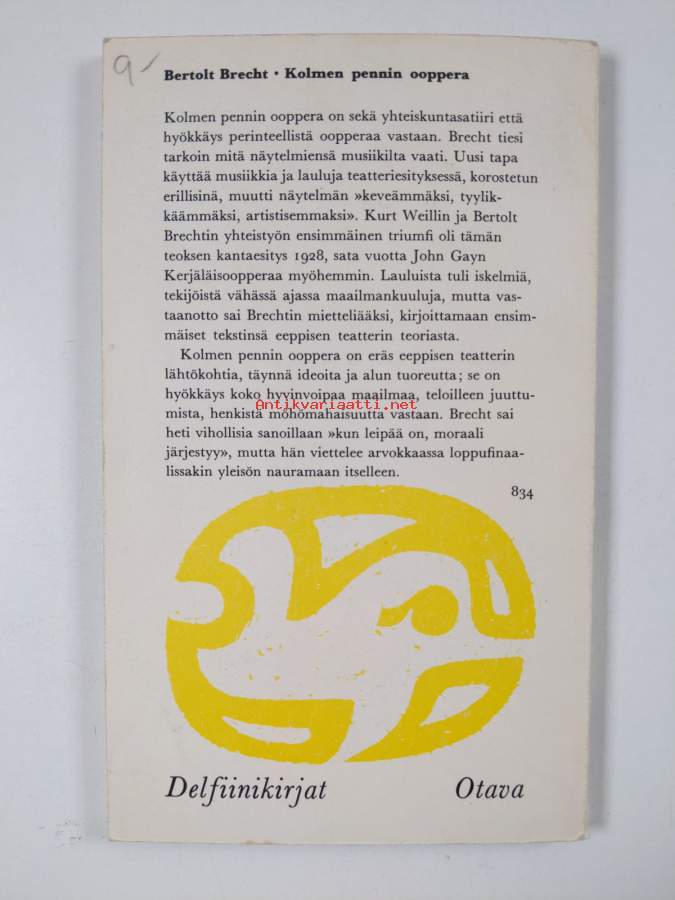 9-
Bertolt Brecht · Kolmen pennin ooppera
Kolmen pennin ooppera on sekä yhteiskuntasatiiri että
hyökkäys perinteellistä oopperaa vastaan. Brecht tiesi
tarkoin mitä näytelmiensä musiikilta vaati. Uusi tapa
käyttää musiikkia ja lauluja teatteriesityksessä, korostetun
erillisinä, muutti näytelmän »keveämmäksi, tyylik-
käämmäksi, artistisemmaksi». Kurt Weillin ja Bertolt
Brechtin yhteistyön ensimmäinen triumfi oli tämän
teoksen kantaesitys 1928, sata vuotta John Gayn
Kerjäläisoopperaa myöhemmin. Lauluista tuli iskelmiä,
tekijöistä vähässä ajassa maailmankuuluja, mutta vas-
taanotto sai Brechtin mietteliääksi, kirjoittamaan ensim-
mäiset tekstinsä eeppisen teatterin teoriasta.
Kolmen pennin ooppera on eräs eeppisen teatterin
lähtökohtia, täynnä ideoita ja alun tuoreutta; se on
hyökkäys koko hyvinvoipaa maailmaa, teloilleen juuttu-
Antikvariaatti.net
mista, henkistä möhömahaisuutta vastaan. Brecht sai
heti vihollisia sanoillaan »kun leipää on, moraali
järjestyy», mutta hän viettelee arvokkaassa loppufinaa-
lissakin yleisön nauramaan itselleen.
834
Delfiinikirjat Otava